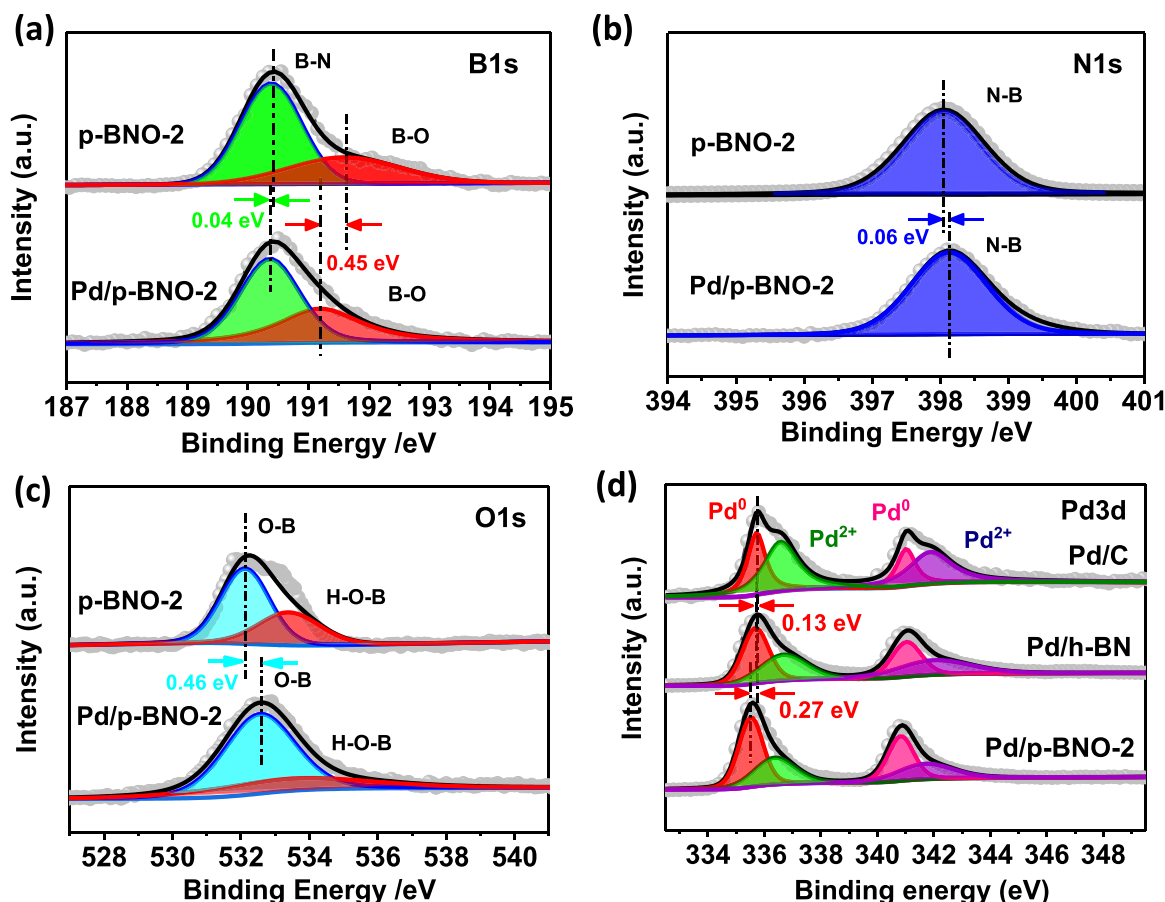 (a)
B1s
B-N
p-BNO-2
B-O
0.04 eV
0.45 eV
Pd/p-BNO-2
B-O
Intensity (a.u.)
187 188 189 190 191 192 193 194 195
Binding Energy /eV
(b)
N1s
N-B
p-BNO-2
0.06 eV
N-B
Pd/p-BNO-2
Intensity (a.u.)
394 395 396 397 398 399 400 401
Binding Energy /eV
(c)
O1s
O-B
p-BNO-2
H-O-B
0.46 eV
O-B
Pd/p-BNO-2
H-O-B
Intensity (a.u.)
528 530 532 534 536 538 540
Binding Energy /eV
(d)
Pd⁰
Pd²⁺
Pd⁰
Pd²⁺
Pd3d
Pd/C
0.13 eV
Pd/h-BN
0.27 eV
Pd/p-BNO-2
Intensity (a.u.)
334 336 338 340 342 344 346 348
Binding energy (eV)